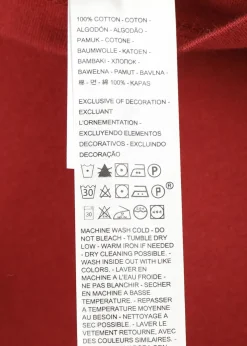 100% COTTON - COTON -
ALGODÓN - ALGODÃO -
PAMUK - COTONE -
BAUMWOLLE - KATOEN -
BAMBAKI - ХЛОПОК -
BAWEŁNA - PAMUT - BAVLNA -
棉 - 면 - 綿 100% - KAPAS
EXCLUSIVE OF DECORATION -
EXCLUANT
L'ORNEMENTATION -
EXCLUYENDO ELEMENTOS
DECORATIVOS - EXCLUINDO
DECORAÇÃO
P
30 P ®
30 P
MACHINE WASH COLD - DO
NOT BLEACH - TUMBLE DRY
LOW - WARM IRON IF NEEDED
- DRY CLEANING POSSIBLE. -
WASH INSIDE OUT WITH LIKE
COLORS. - LAVER EN
MACHINE A L'EAU FROIDE -
NE PAS BLANCHIR - SECHER
EN MACHINE A BASSE
TEMPERATURE. - REPASSER
A TEMPERATURE MOYENNE
AU BESOIN - NETTOYAGE A
SEC POSSIBLE. - LAVER LE
VETEMENT RETOURNE, AVEC
DES COULEURS SIMILAIRES. -